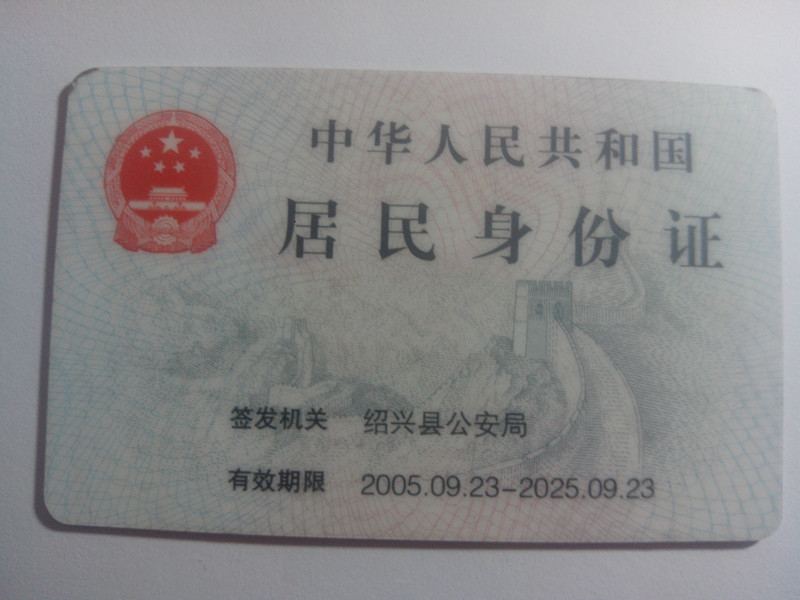 中华人民共和国
居民身份证
签发机关 绍兴县公安局
有效期限 2005.09.23-2025.09.23